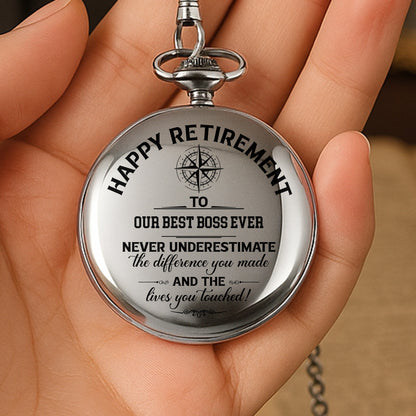 HAPPY RETIREMENT
TO
OUR BEST BOSS EVER
NEVER UNDERESTIMATE
the difference you made
AND THE
lives you touched!